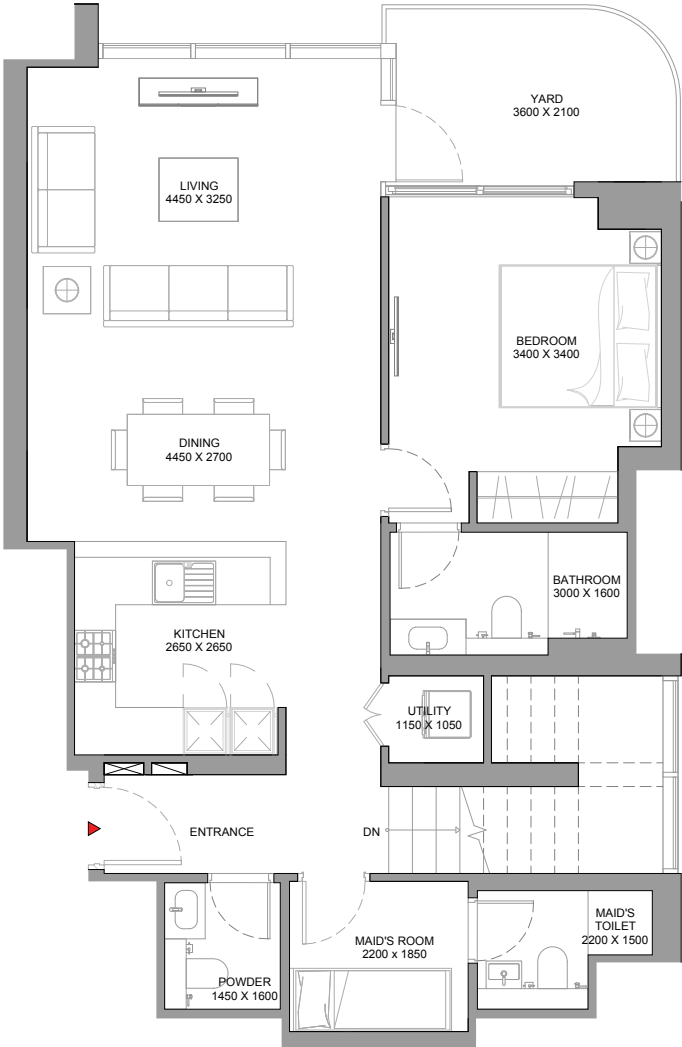 YARD
3600 X 2100
LIVING
4450 X 3250
BEDROOM
3400 X 3400
DINING
4450 X 2700
BATHROOM
3000 X 1600
KITCHEN
2650 X 2650
UTILITY
1150 X 1050
ENTRANCE
DN
MAID'S ROOM
2200 x 1850
MAID'S
TOILET
2200 X 1500
POWDER
1450 X 1600